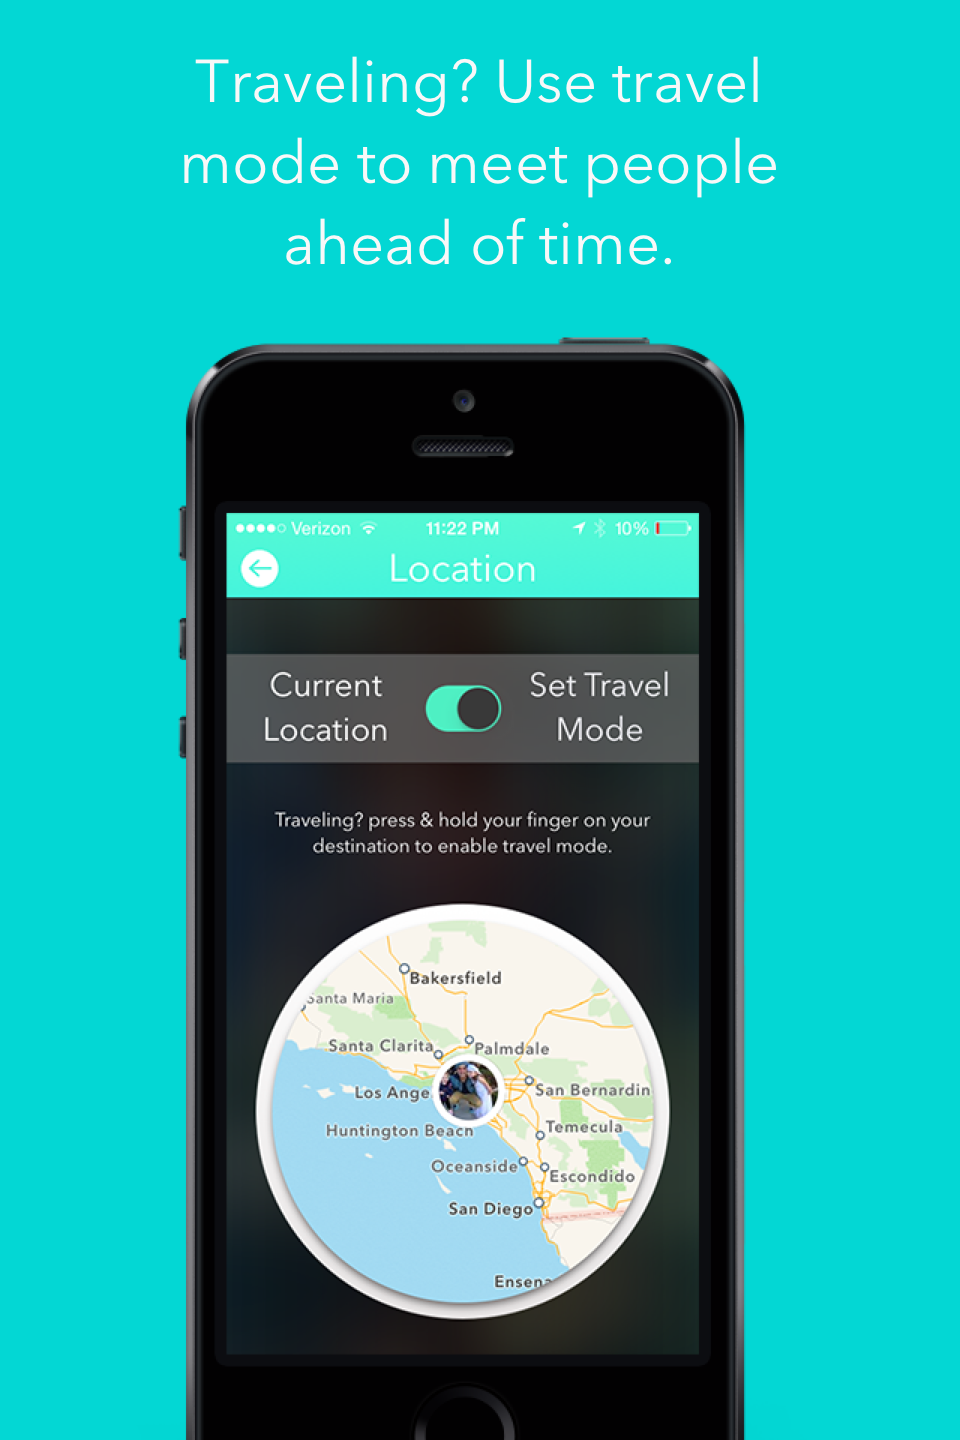 Traveling? Use travel
mode to meet people
ahead of time.
Verizon 11:22 PM 10%
Location
Current
Location
Set Travel
Mode
Traveling? press & hold your finger on your
destination to enable travel mode.
Bakersfield
Santa Maria
Santa Clarita
Palmdale
Los Ange
San Bernardin
Huntington Beach
Temecula
Oceanside
Escondido
San Diego
Ensena